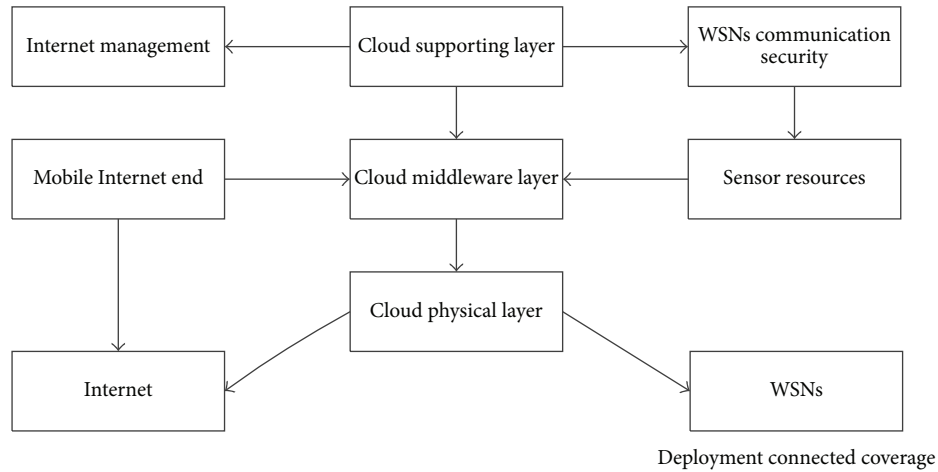 Internet management
Cloud supporting layer
WSNs communication
security
Mobile Internet end
Cloud middleware layer
Sensor resources
Cloud physical layer
Internet
WSNs
Deployment connected coverage